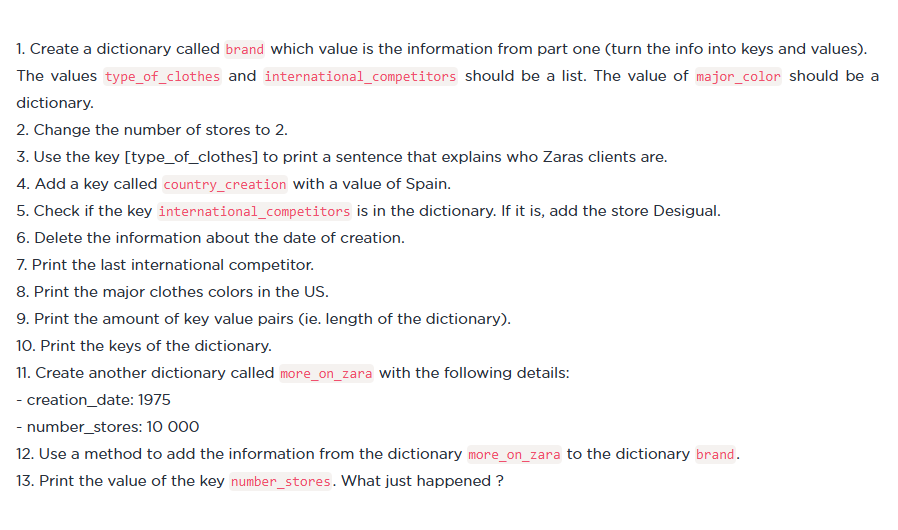 1. Create a dictionary called brand which value is the information from part one (turn the info into keys and values).
The values type_of_clothes and international_competitors should be a list. The value of major_color should be a
dictionary.
2. Change the number of stores to 2.
3. Use the key [type_of_clothes] to print a sentence that explains who Zaras clients are.
4. Add a key called country_creation with a value of Spain.
5. Check if the key international_competitors is in the dictionary. If it is, add the store Desigual.
6. Delete the information about the date of creation.
7. Print the last international competitor.
8. Print the major clothes colors in the US.
9. Print the amount of key value pairs (ie. length of the dictionary).
10. Print the keys of the dictionary.
11. Create another dictionary called more_on_zara with the following details:
- creation_date: 1975
- number_stores: 10 000
12. Use a method to add the information from the dictionary more_on_zara to the dictionary brand.
13. Print the value of the key number_stores. What just happened ?